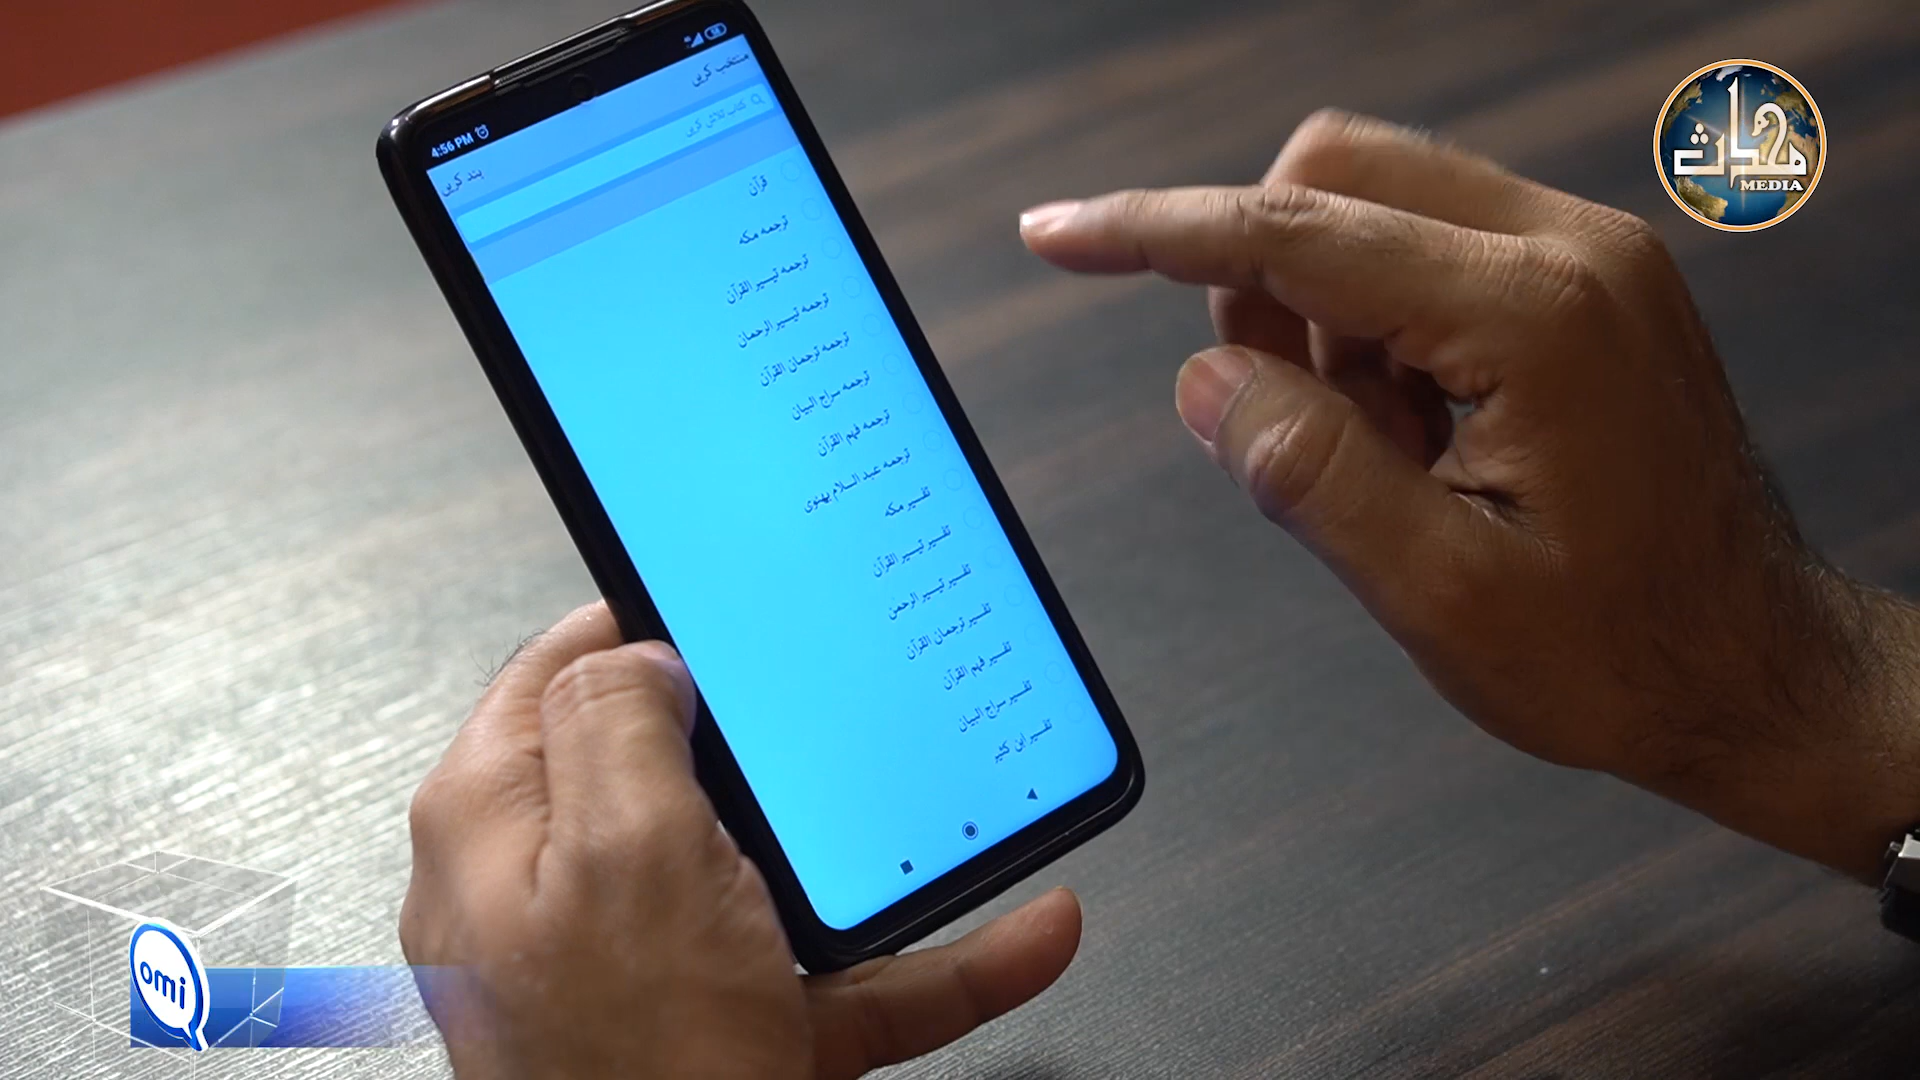 4:56 PM
58
منتخب کریں
بند کریں
کتاب تلاش کریں
قرآن
ترجمہ مکہ
ترجمہ تیسیر القرآن
ترجمہ تیسیر الرحمان
ترجمہ ترجمان القرآن
ترجمہ سراج البیان
ترجمہ فہم القرآن
ترجمہ عبد السلام بھٹوی
تفسیر مکہ
تفسیر تیسیر القرآن
تفسیر تیسیر الرحمن
تفسیر ترجمان القرآن
تفسیر فہم القرآن
تفسیر سراج البیان
تفسیر ابن کثیر
MEDIA
omi